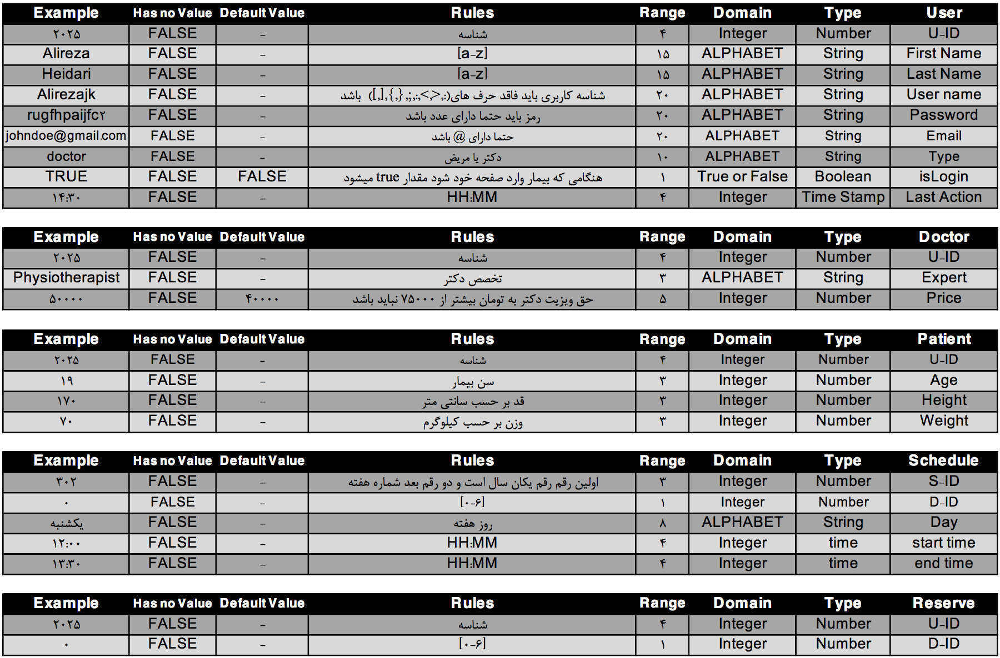 Example Has no Value Default Value Rules Range Domain Type User
۲۰۲۵ FALSE - شناسه ۴ Integer Number U-ID
Alireza FALSE - [a-z] ۱۵ ALPHABET String First Name
Heidari FALSE - [a-z] ۱۵ ALPHABET String Last Name
Alirezajk FALSE - شناسه کاربری باید فاقد حرف های(:,<,>,:,;,{,},[,]) باشد ۲۰ ALPHABET String User name
rugfhpaijfc۲ FALSE - رمز باید حتما دارای عدد باشد ۲۰ ALPHABET String Password
johndoe@gmail.com FALSE - حتما دارای @ باشد ۲۰ ALPHABET String Email
doctor FALSE - دکتر یا مریض ۱۰ ALPHABET String Type
TRUE FALSE FALSE هنگامی که بیمار وارد صفحه خود شود مقدار true میشود ۱ True or False Boolean isLogin
۱۴:۳۰ FALSE - HH:MM ۴ Integer Time Stamp Last Action
Example Has no Value Default Value Rules Range Domain Type Doctor
۲۰۲۵ FALSE - شناسه ۴ Integer Number U-ID
Physiotherapist FALSE - تخصص دکتر ۳ ALPHABET String Expert
۵۰۰۰۰ FALSE ۴۰۰۰۰ حق ویزیت دکتر به تومان بیشتر از ۷۵۰۰۰ نباید باشد ۵ Integer Number Price
Example Has no Value Default Value Rules Range Domain Type Patient
۲۰۲۵ FALSE - شناسه ۴ Integer Number U-ID
۱۹ FALSE - سن بیمار ۳ Integer Number Age
۱۷۰ FALSE - قد بر حسب سانتی متر ۳ Integer Number Height
۷۰ FALSE - وزن بر حسب کیلوگرم ۳ Integer Number Weight
Example Has no Value Default Value Rules Range Domain Type Schedule
۳۰۲ FALSE - اولین رقم رقم یکان سال است و دو رقم بعد شماره هفته ۳ Integer Number S-ID
۰ FALSE - [۰-۶] ۱ Integer Number D-ID
یکشنبه FALSE - روز هفته ۸ ALPHABET String Day
۱۲:۰۰ FALSE - HH:MM ۴ Integer time start time
۱۳:۳۰ FALSE - HH:MM ۴ Integer time end time
Example Has no Value Default Value Rules Range Domain Type Reserve
۲۰۲۵ FALSE - شناسه ۴ Integer Number U-ID
۰ FALSE - [۰-۶] ۱ Integer Number D-ID